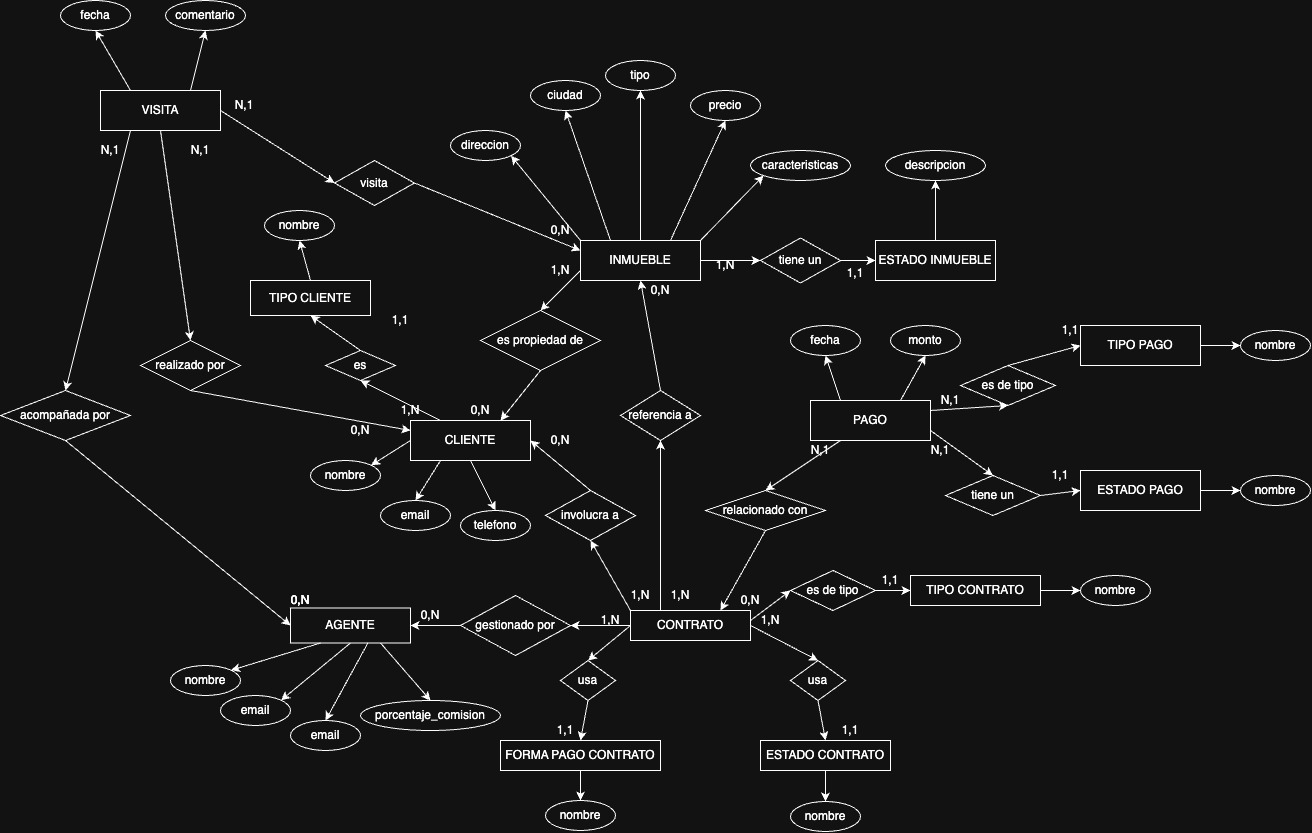 fecha
comentario
tipo
ciudad
precio
VISITA
N,1
N,1
N,1
direccion
caracteristicas
descripcion
visita
nombre
0,N
INMUEBLE
tiene un
ESTADO INMUEBLE
1,N
1,N
1,1
0,N
TIPO CLIENTE
1,1
fecha
monto
1,1
TIPO PAGO
nombre
es propiedad de
realizado por
es
es de tipo
N,1
acompañada por
1,N
0,N
referencia a
PAGO
0,N
CLIENTE
0,N
N,1
N,1
nombre
1,1
ESTADO PAGO
nombre
tiene un
email
telefono
involucra a
relacionado con
1,N
1,N
0,N
es de tipo
1,1
TIPO CONTRATO
nombre
0,N
AGENTE
0,N
gestionado por
1,N
CONTRATO
1,N
nombre
email
email
porcentaje_comision
usa
usa
1,1
1,1
FORMA PAGO CONTRATO
ESTADO CONTRATO
nombre
nombre